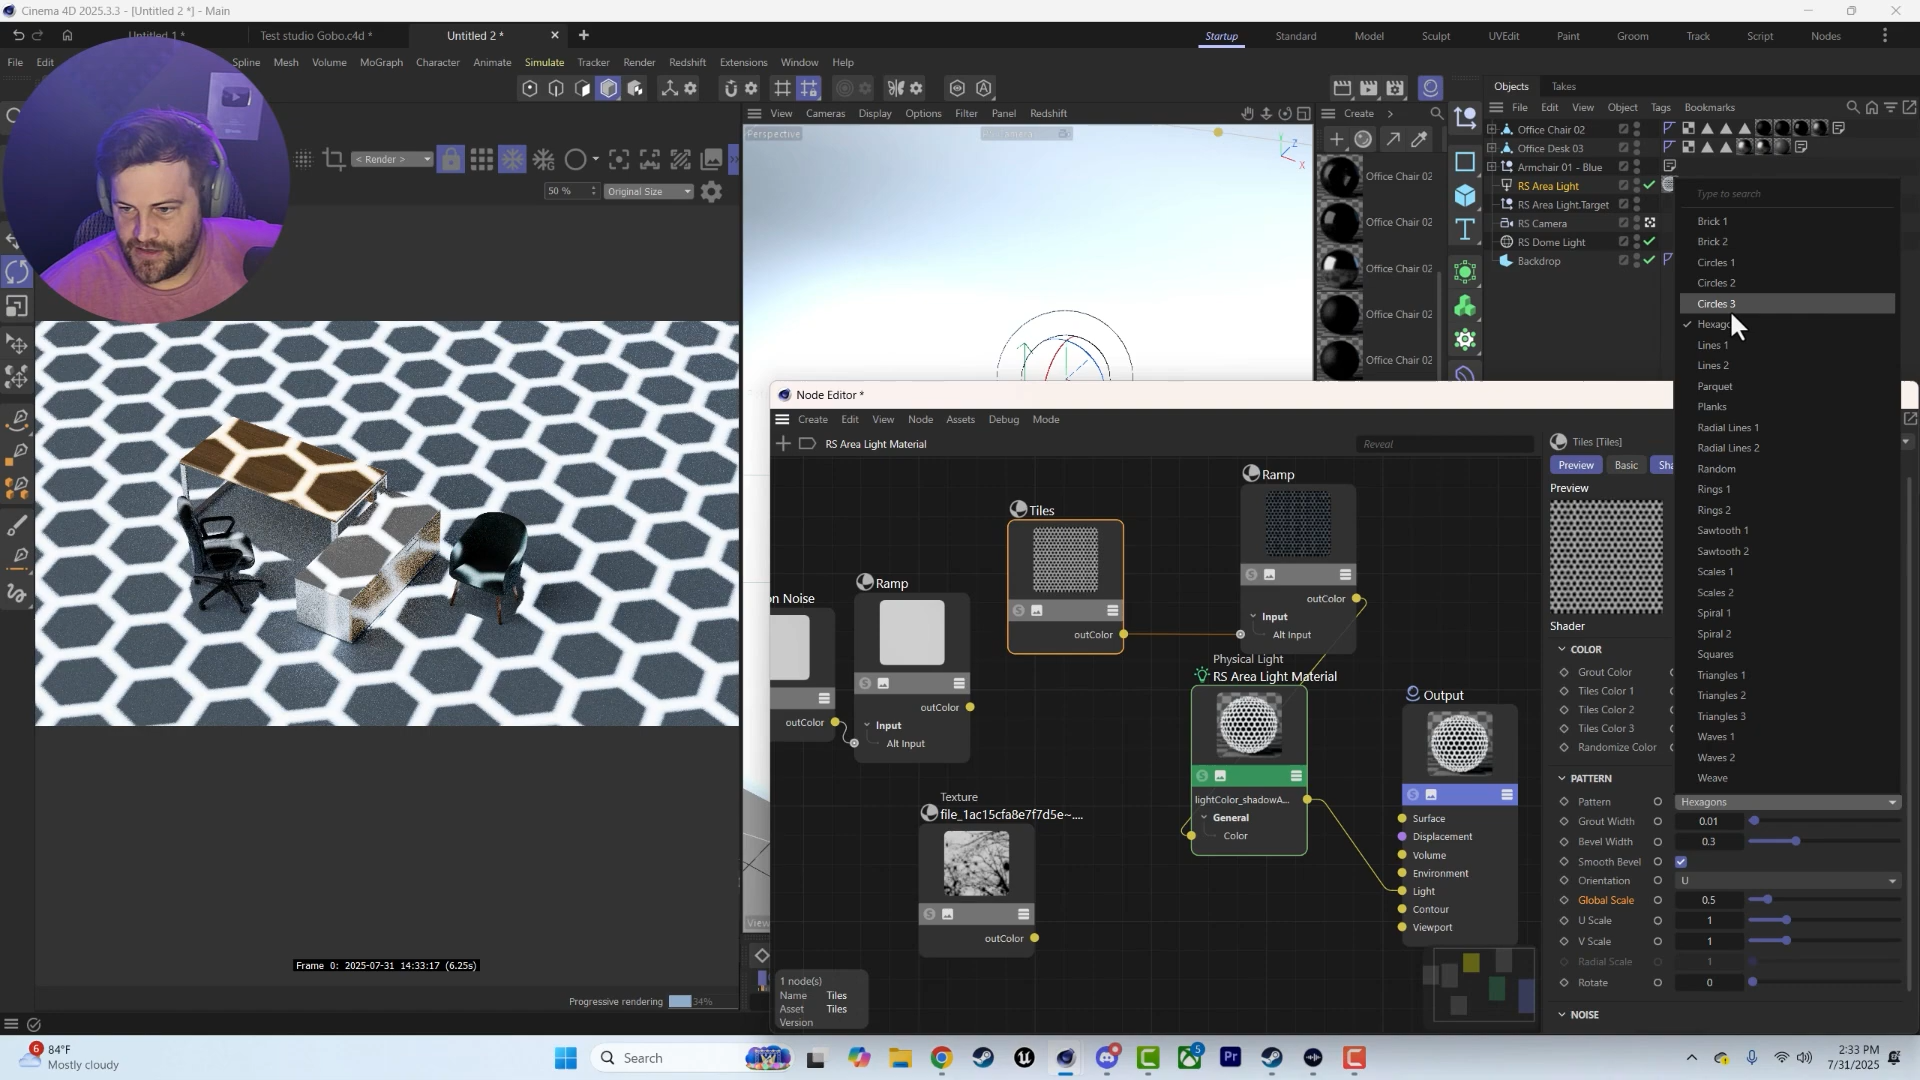 Cinema 4D 2025.3.3 - [Untitled 2 *] - Main
Untitled 1 *
Test studio Gobo.c4d *
Untitled 2 *
Startup
Standard
Model
Sculpt
UVEdit
Paint
Groom
Track
Script
Nodes
File Edit Spline Mesh Volume MoGraph Character Animate Simulate Tracker Render Redshift Extensions Window Help
< Render >
50 %
Original Size
View Cameras Display Options Filter Panel Redshift
Perspective
RS Camera
Z
X
Create
Office Chair 02
Office Chair 02
Office Chair 02
Office Chair 02
Office Chair 02
Objects Takes
File Edit View Object Tags Bookmarks
Office Chair 02
Office Desk 03
Armchair 01 - Blue
RS Area Light
RS Area Light.Target
RS Camera
RS Dome Light
Backdrop
Type to search
Brick 1
Brick 2
Circles 1
Circles 2
Circles 3
Hexago
Lines 1
Lines 2
Parquet
Planks
Radial Lines 1
Radial Lines 2
Random
Rings 1
Rings 2
Sawtooth 1
Sawtooth 2
Scales 1
Scales 2
Spiral 1
Spiral 2
Squares
Triangles 1
Triangles 2
Triangles 3
Waves 1
Waves 2
Weave
Node Editor *
Create Edit View Node Assets Debug Mode
RS Area Light Material
Reveal
Tiles
outColor
Ramp
outColor
Input
Alt Input
on Noise
outColor
Ramp
outColor
Input
Alt Input
Physical Light
RS Area Light Material
lightColor_shadowA...
General
Color
Output
Surface
Displacement
Volume
Environment
Light
Contour
Viewport
Texture
file_1ac15cfa8e7f7d5e~....
outColor
1 node(s)
Name Tiles
Asset Tiles
Version
View
Tiles [Tiles]
Preview Basic Sha
Preview
Shader
COLOR
Grout Color
Tiles Color 1
Tiles Color 2
Tiles Color 3
Randomize Color
PATTERN
Pattern Hexagons
Grout Width 0.01
Bevel Width 0.3
Smooth Bevel
Orientation U
Global Scale 0.5
U Scale 1
V Scale 1
Radial Scale 1
Rotate 0
NOISE
Frame 0: 2025-07-31 14:33:17 (6.25s)
Progressive rendering 34%
6
84°F
Mostly cloudy
Search
5
Pr
2:33 PM
7/31/2025